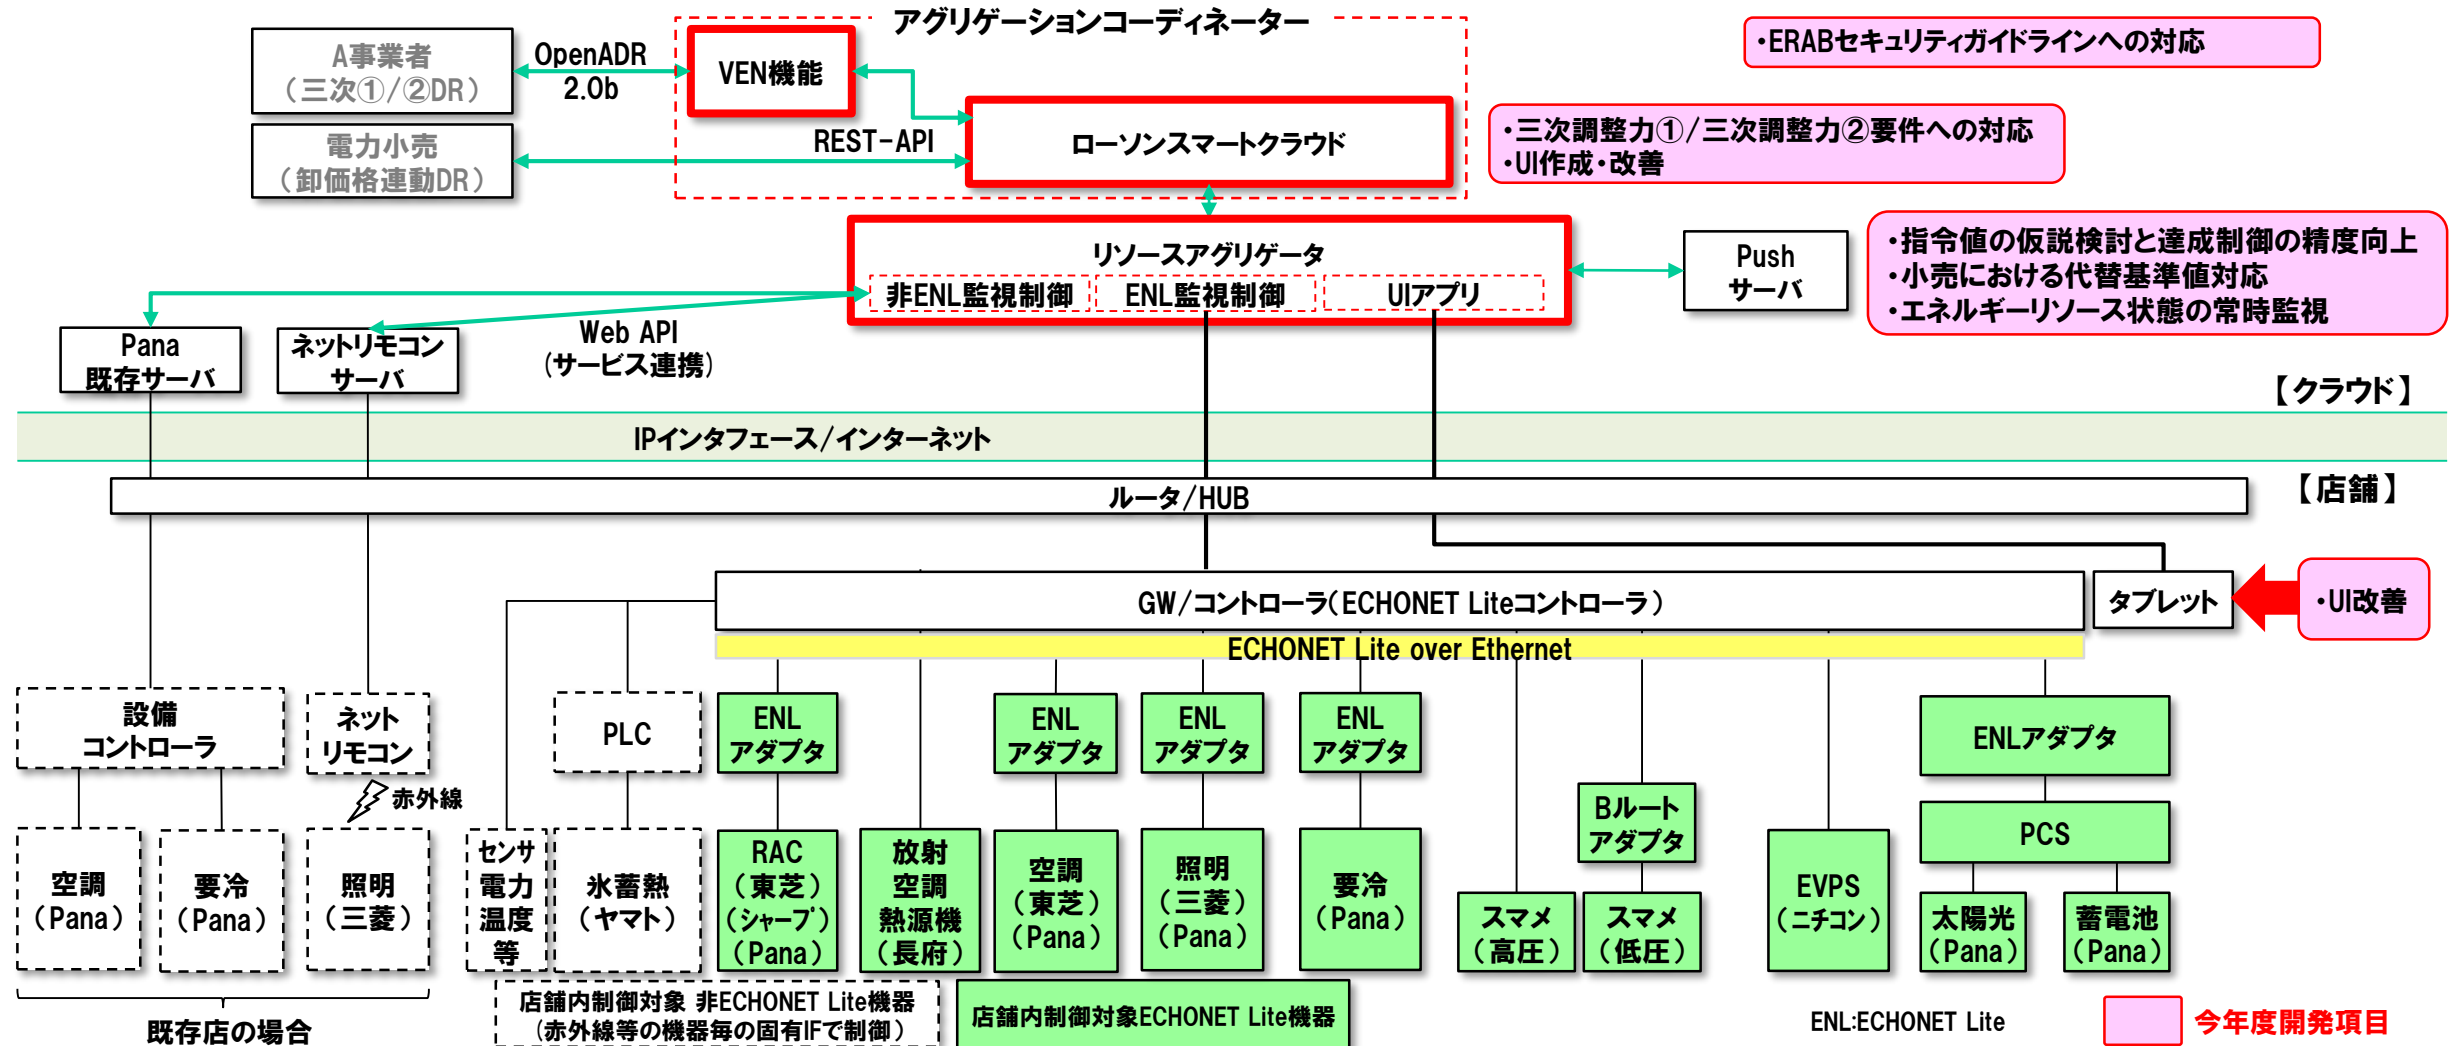 アグリゲーションコーディネーター
A事業者
（三次①/②DR）
OpenADR
2.0b
VEN機能
・ERABセキュリティガイドラインへの対応
電力小売
（卸価格連動DR）
REST-API
ローソンスマートクラウド
・三次調整力①/三次調整力②要件への対応
・UI作成・改善
リソースアグリゲータ
非ENL監視制御
ENL監視制御
UIアプリ
Push
サーバ
・指令値の仮説検討と達成制御の精度向上
・小売における代替基準値対応
・エネルギーリソース状態の常時監視
Pana
既存サーバ
ネットリモコン
サーバ
Web API
(サービス連携)
【クラウド】
IPインタフェース/インターネット
【店舗】
ルータ/HUB
GW/コントローラ(ECHONET Liteコントローラ)
タブレット
・UI改善
ECHONET Lite over Ethernet
設備
コントローラ
ネット
リモコン
赤外線
PLC
ENL
アダプタ
ENL
アダプタ
ENL
アダプタ
ENL
アダプタ
ENLアダプタ
Bルート
アダプタ
PCS
空調
（Pana）
要冷
（Pana）
照明
（三菱）
センサ
電力
温度
等
氷蓄熱
（ヤマト）
RAC
（東芝）
（シャープ）
（Pana）
放射
空調
熱源機
（長府）
空調
（東芝）
（Pana）
照明
（三菱）
（Pana）
要冷
（Pana）
スマメ
（高圧）
スマメ
（低圧）
EVPS
（ニチコン）
太陽光
（Pana）
蓄電池
（Pana）
既存店の場合
店舗内制御対象 非ECHONET Lite機器
（赤外線等の機器毎の固有IFで制御）
店舗内制御対象ECHONET Lite機器
ENL:ECHONET Lite
今年度開発項目